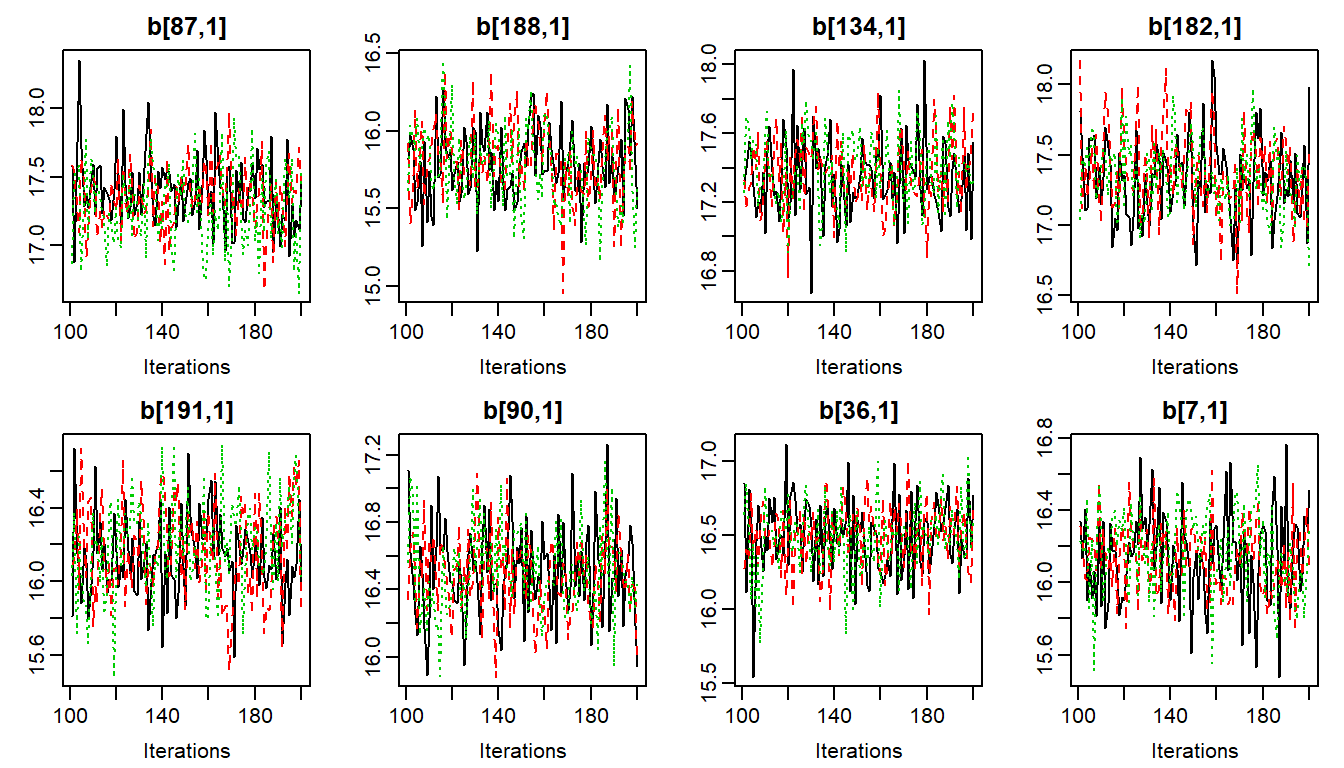 b[87,1] b[188,1] b[134,1] b[182,1]
17.0 17.5 18.0
15.0 15.5 16.0 16.5
16.8 17.2 17.6 18.0
16.5 17.0 17.5 18.0
100 140 180 100 140 180 100 140 180 100 140 180
Iterations Iterations Iterations Iterations
b[191,1] b[90,1] b[36,1] b[7,1]
15.6 16.0 16.4
16.0 16.4 16.8 17.2
15.5 16.0 16.5 17.0
15.6 16.0 16.4 16.8
100 140 180 100 140 180 100 140 180 100 140 180
Iterations Iterations Iterations Iterations